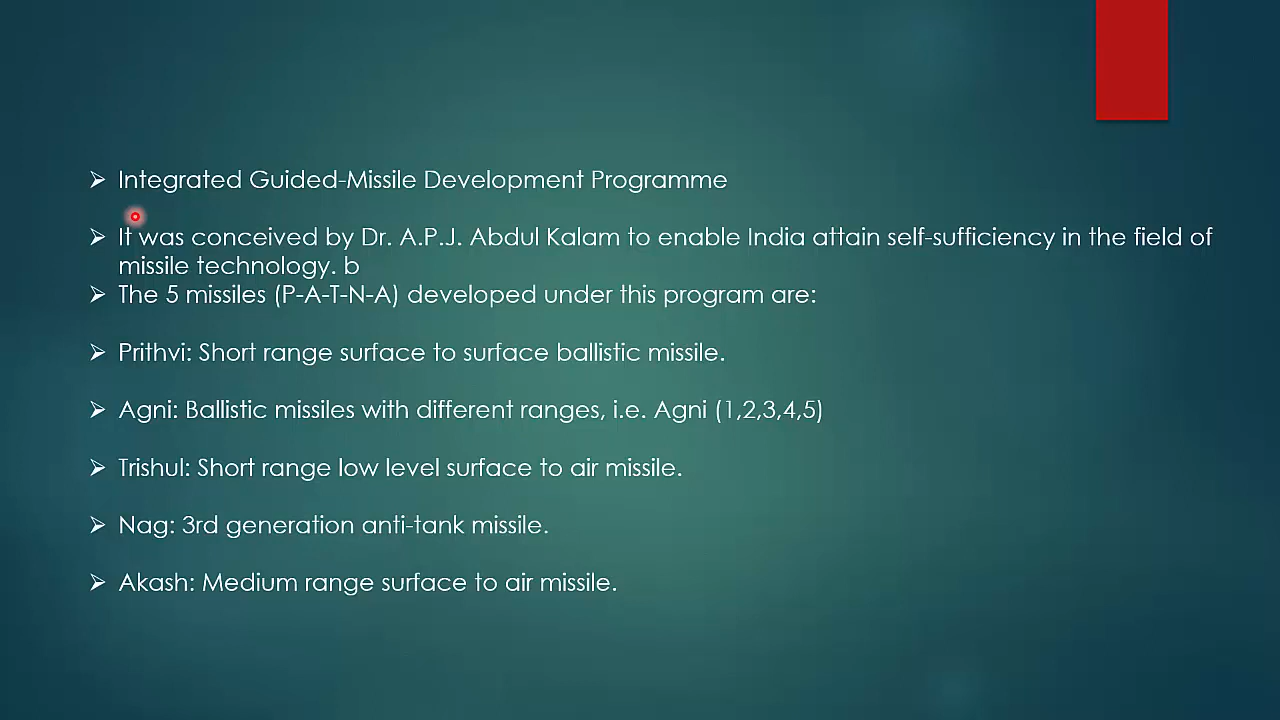 Integrated Guided-Missile Development Programme
It was conceived by Dr. A.P.J. Abdul Kalam to enable India attain self-sufficiency in the field of
missile technology. b
The 5 missiles (P-A-T-N-A) developed under this program are:
Prithvi: Short range surface to surface ballistic missile.
Agni: Ballistic missiles with different ranges, i.e. Agni (1,2,3,4,5)
Trishul: Short range low level surface to air missile.
Nag: 3rd generation anti-tank missile.
Akash: Medium range surface to air missile.